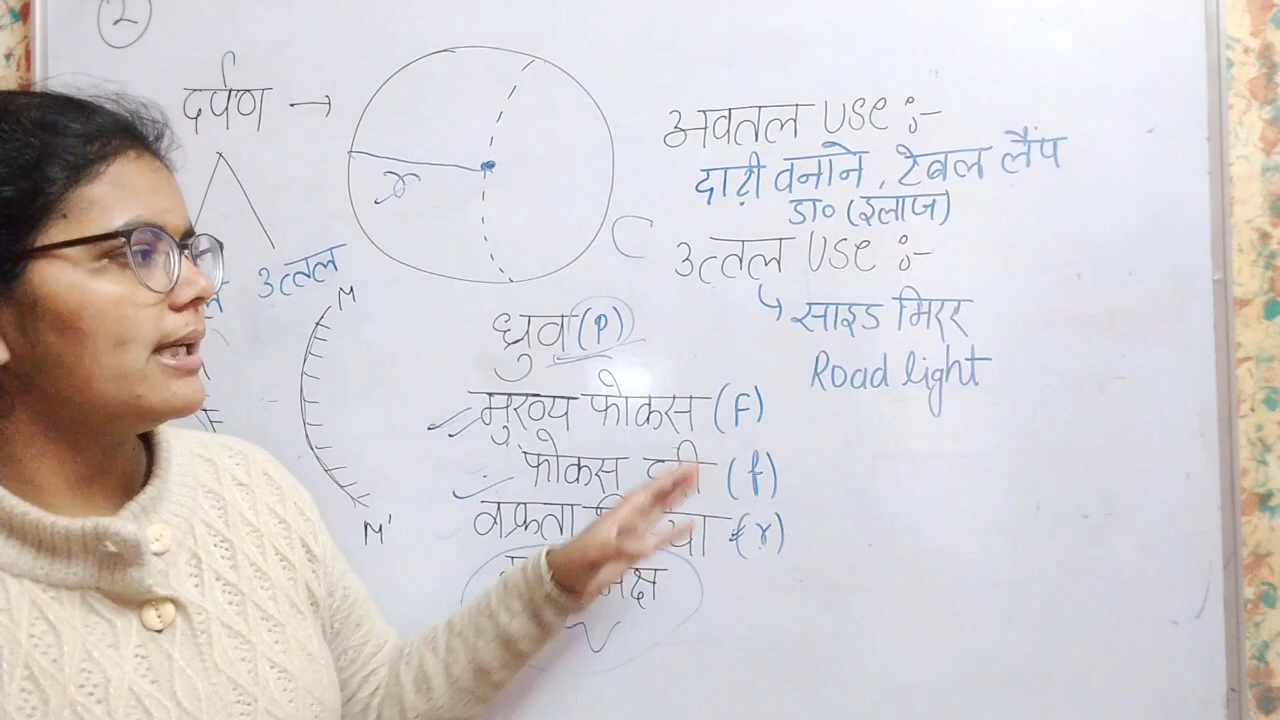 2
दर्पण →
r
C
उत्तल
M
M'
ध्रुव (P)
मुख्य फोकस (F)
फोकस (f)
वक्रता (r)
अवतल use :-
दाढ़ी वनाने, टेबल लैंप
डा० (इलाज)
उत्तल use :-
↳ साइड मिरर
Road light